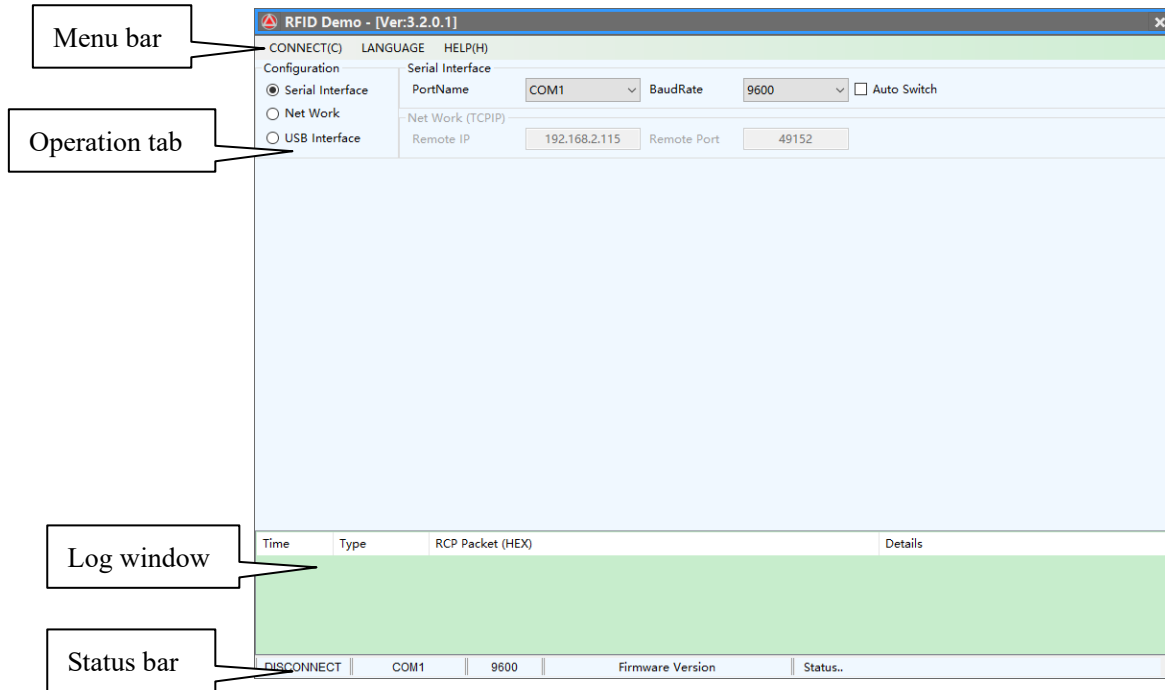 RFID Demo - [Ver:3.2.0.1]
Menu bar
CONNECT(C) LANGUAGE HELP(H)
Configuration
Serial Interface
Net Work
USB Interface
Serial Interface
PortName COM1 BaudRate 9600 Auto Switch
Net Work (TCPIP)
Remote IP 192.168.2.115 Remote Port 49152
Operation tab
Time Type RCP Packet (HEX) Details
Log window
Status bar
DISCONNECT COM1 9600 Firmware Version Status..